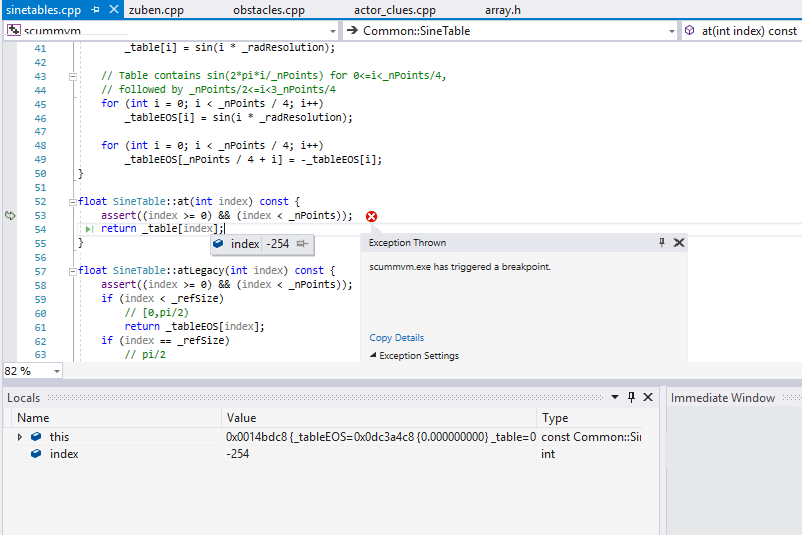 sinetables.cpp zuben.cpp obstacles.cpp actor_clues.cpp array.h
scummvm Common::SineTable at(int index) const
41 _table[i] = sin(i * _radResolution);
42
43 // Table contains sin(2*pi*i/_nPoints) for 0<=i<_nPoints/4,
44 // followed by _nPoints/2<=i<3_nPoints/4
45 for (int i = 0; i < _nPoints / 4; i++)
46 _tableEOS[i] = sin(i * _radResolution);
47
48 for (int i = 0; i < _nPoints / 4; i++)
49 _tableEOS[_nPoints / 4 + i] = -_tableEOS[i];
50 }
51
52 float SineTable::at(int index) const {
53 assert((index >= 0) && (index < _nPoints));
54 return _table[index];
55 }
index -254
Exception Thrown
scummvm.exe has triggered a breakpoint.
Copy Details
Exception Settings
56
57 float SineTable::atLegacy(int index) const {
58 assert((index >= 0) && (index < _nPoints));
59 if (index < _refSize)
60 // [0,pi/2)
61 return _tableEOS[index];
62 if (index == _refSize)
63 // pi/2
82 %
Locals
Name Value Type
this 0x0014bdc8 {_tableEOS=0x0dc3a4c8 {0.000000000} _table=0 const Common::Sin
index -254 int
Immediate Window